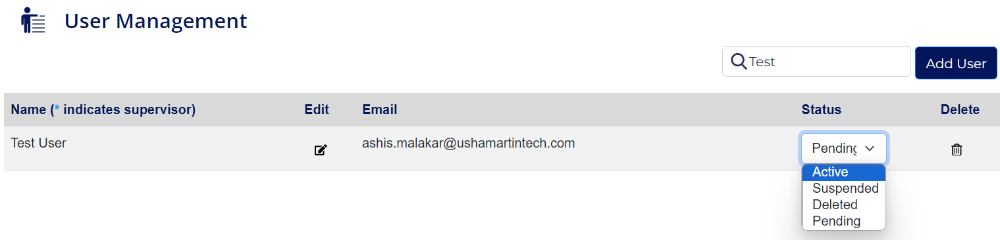 User Management
Test
Add User
Name (* indicates supervisor) Edit Email Status Delete
Test User ashis.malakar@ushamartintech.com Pending
Active
Suspended
Deleted
Pending